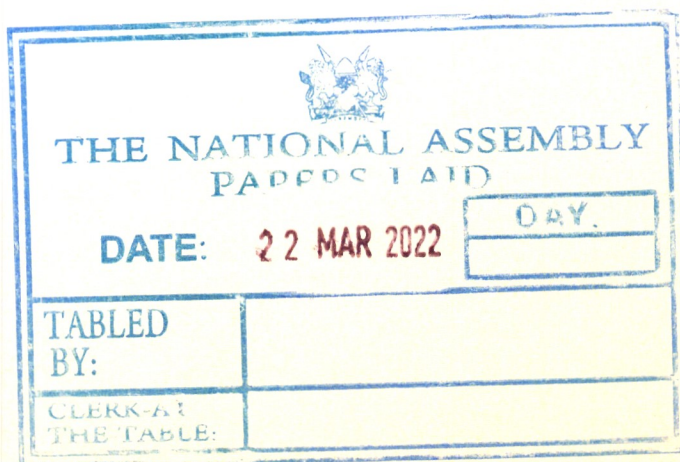 THE NATIONAL ASSEMBLY
PAPERS LAID
DAY.
DATE: 22 MAR 2022
TABLED
BY:
CLERK-AT
THE TABLE: